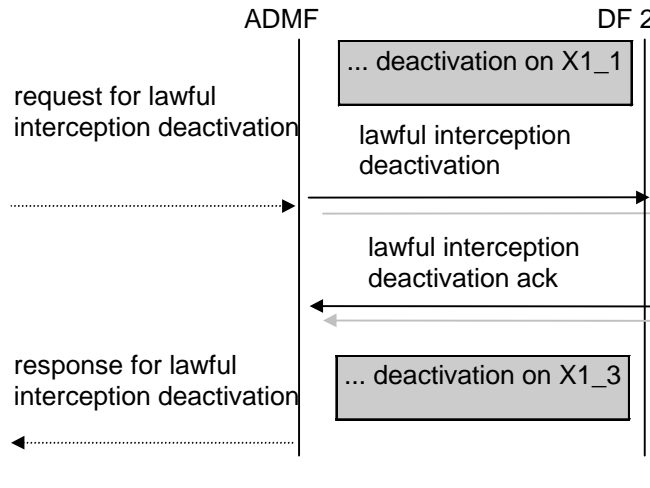 ADMF
DF 2
... deactivation on X1_1
request for lawful
interception deactivation
lawful interception
deactivation
lawful interception
deactivation ack
response for lawful
interception deactivation
... deactivation on X1_3